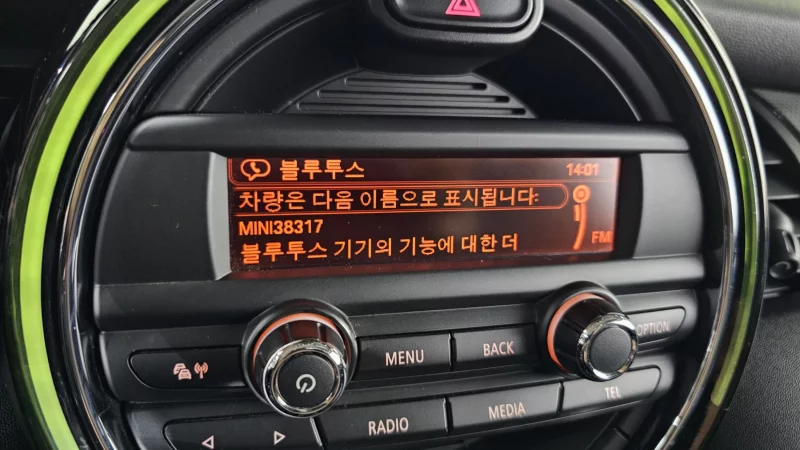 블루투스 14:01
차량은 다음 이름으로 표시됩니다:
MINI38317
블루투스 기기의 기능에 대한 더
FM
MENU BACK OPTION
RADIO MEDIA TEL